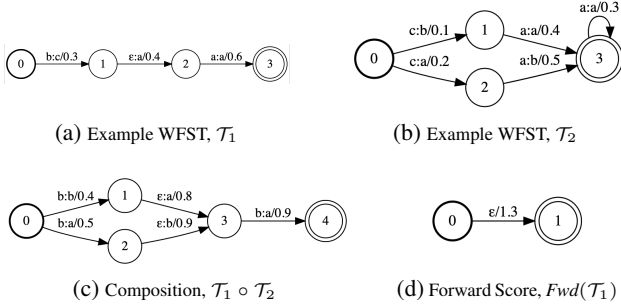 0 b:c/0.3 1 ε:a/0.4 2 a:a/0.6 3
(a) Example WFST, T₁
a:a/0.3
c:b/0.1 1 a:a/0.4
0 3
c:a/0.2 2 a:b/0.5
(b) Example WFST, T₂
b:b/0.4 1 ε:a/0.8
0 3 b:a/0.9 4
b:a/0.5 2 ε:b/0.9
(c) Composition, T₁ ∘ T₂
0 ε/1.3 1
(d) Forward Score, Fwd(T₁)